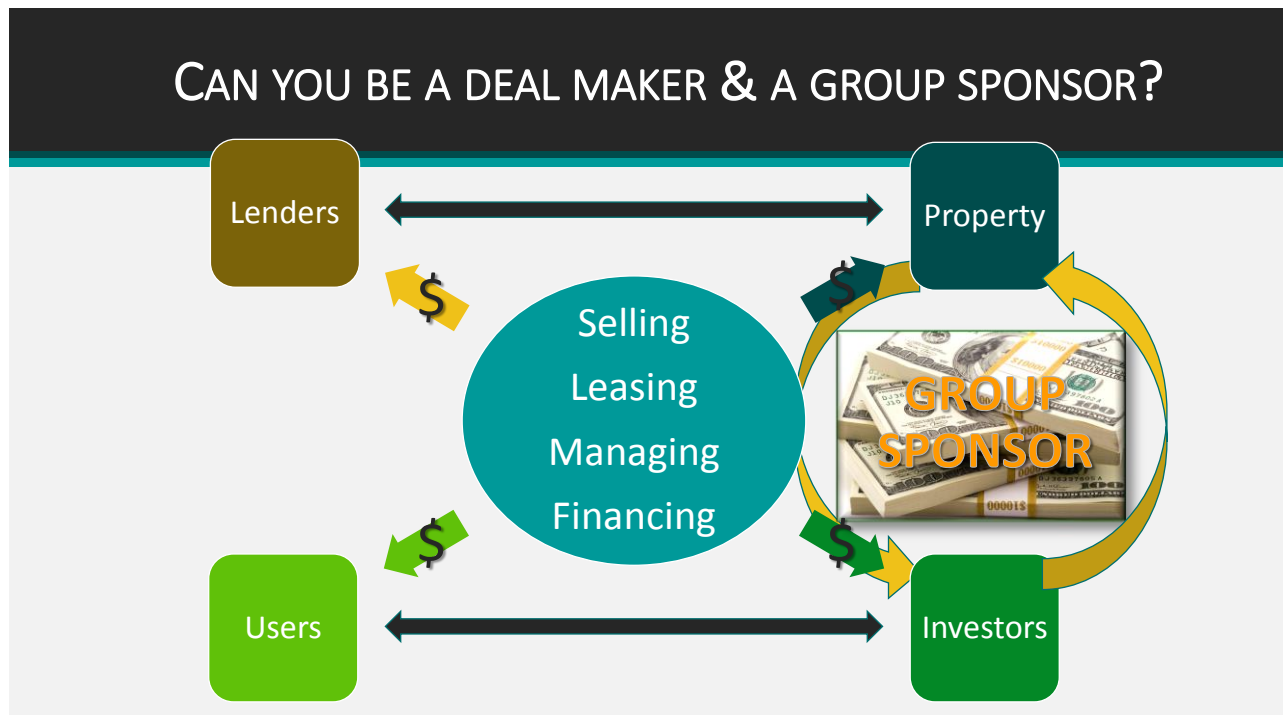 CAN YOU BE A DEAL MAKER & A GROUP SPONSOR?
Lenders
Property
$
$
Selling
Leasing
Managing
Financing
GROUP
SPONSOR
$
$
Users
Investors